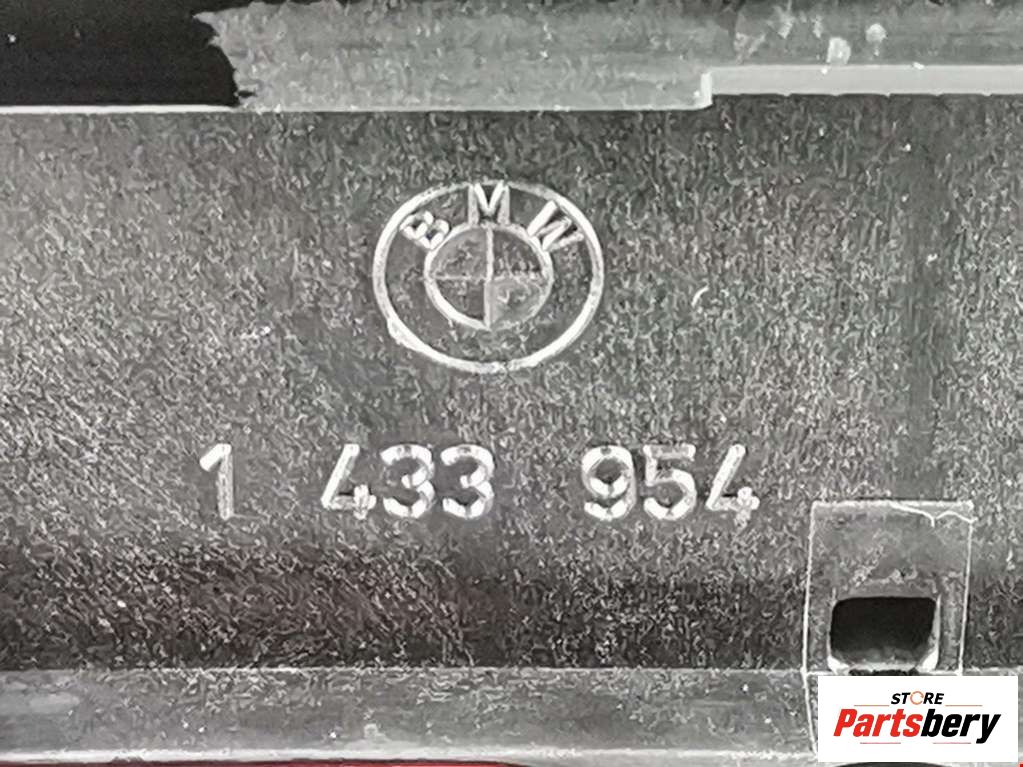 BMW
1 433 954
STORE
Partsbery